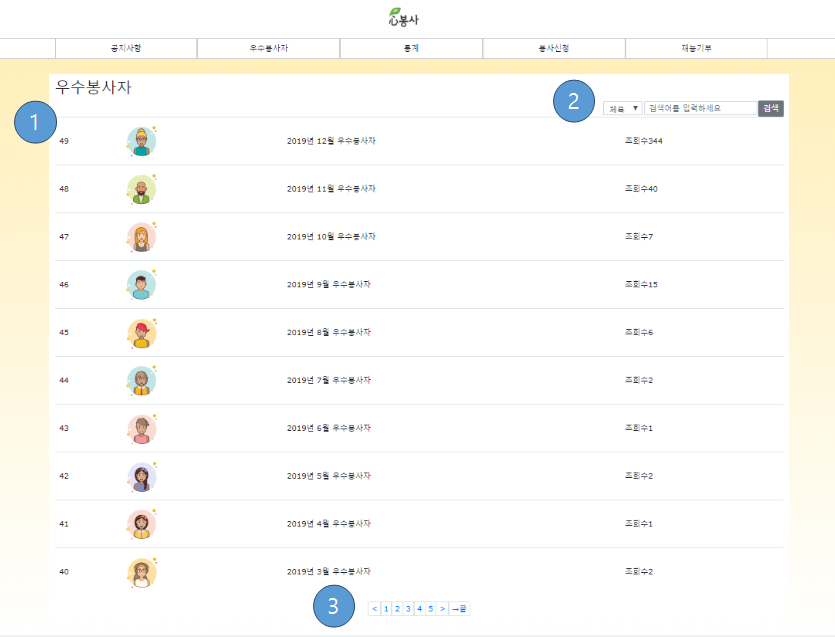 心봉사
공지사항 우수봉사자 통계 봉사신청 재능기부
우수봉사자
2
1
제목 ▼ 검색어를 입력하세요 검색
49 2019년 12월 우수봉사자 조회수344
48 2019년 11월 우수봉사자 조회수40
47 2019년 10월 우수봉사자 조회수7
46 2019년 9월 우수봉사자 조회수15
45 2019년 8월 우수봉사자 조회수6
44 2019년 7월 우수봉사자 조회수2
43 2019년 6월 우수봉사자 조회수1
42 2019년 5월 우수봉사자 조회수2
41 2019년 4월 우수봉사자 조회수1
40 2019년 3월 우수봉사자 조회수2
3 < 1 2 3 4 5 > →끝